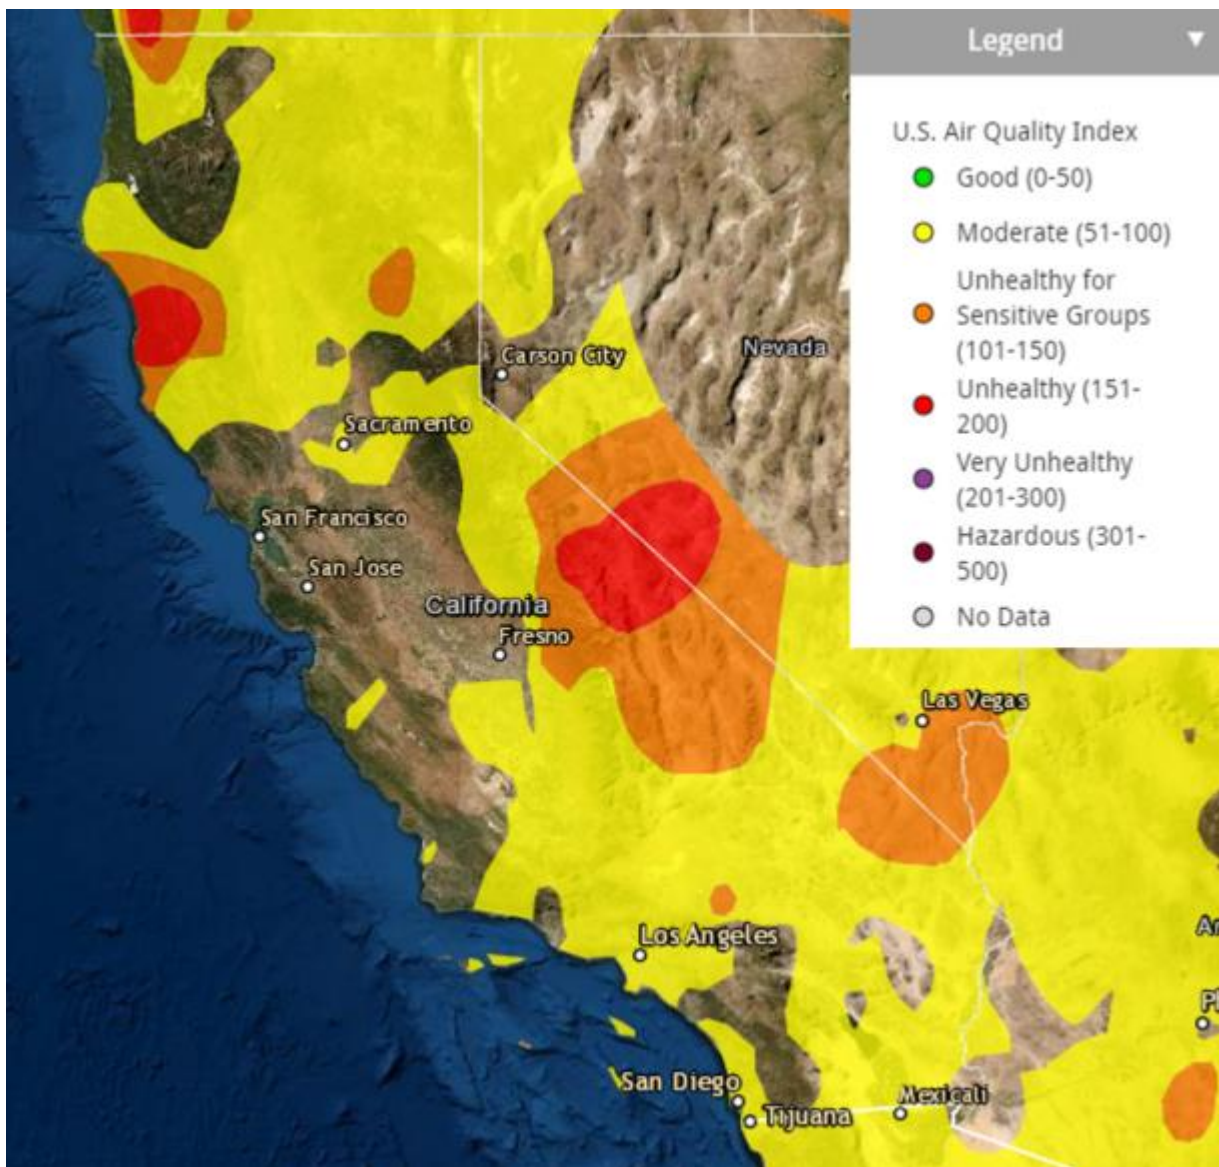 Legend
U.S. Air Quality Index
Good (0-50)
Moderate (51-100)
Unhealthy for
Sensitive Groups
(101-150)
Unhealthy (151-
200)
Very Unhealthy
(201-300)
Hazardous (301-
500)
No Data
Carson City
Nevada
Sacramento
San Francisco
San Jose
California
Fresno
Las Vegas
Los Angeles
Ar
Ph
San Diego
Tijuana
Mexicali